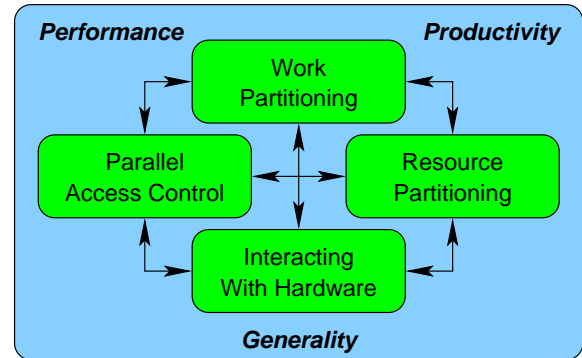 Performance
Productivity
Work
Partitioning
Parallel
Access Control
Resource
Partitioning
Interacting
With Hardware
Generality